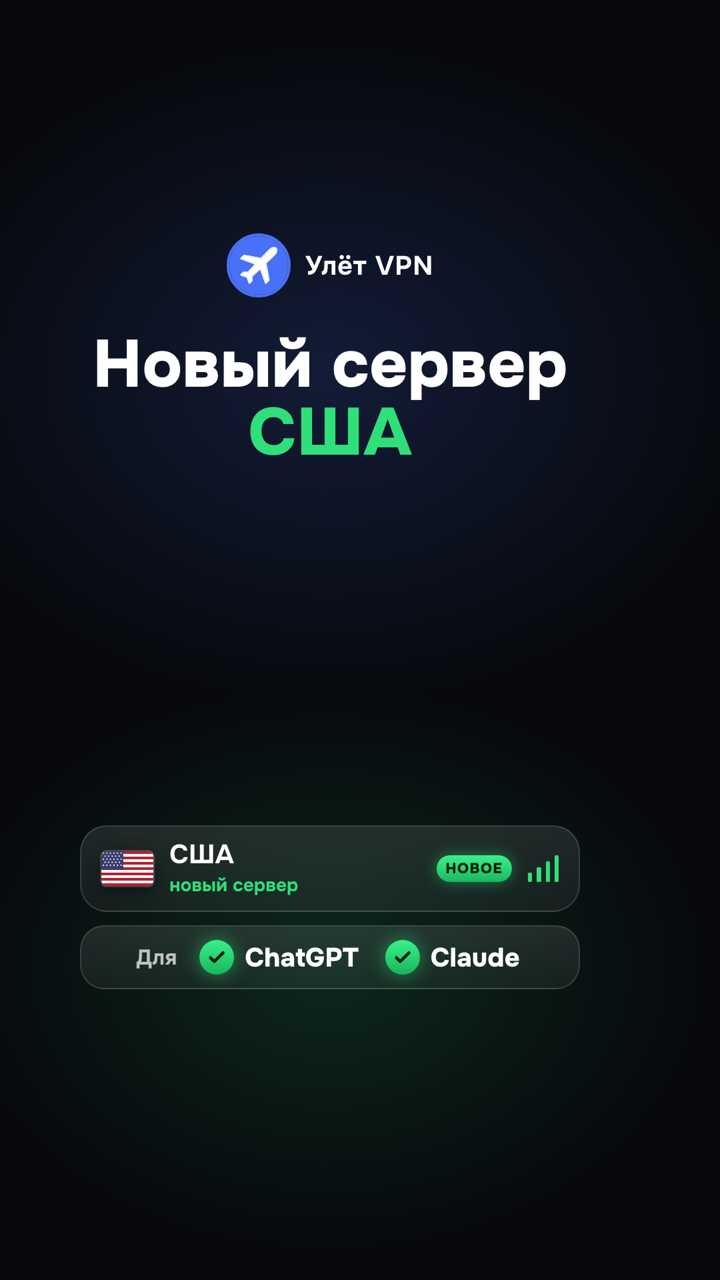 Улёт VPN
Новый сервер
США
США
новый сервер
НОВОЕ
Для ChatGPT Claude